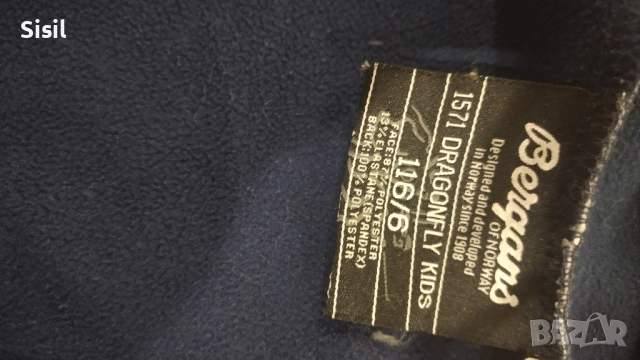 Sisil
Bergans
OF NORWAY
Designed and developed
in Norway since 1908
1571 DRAGONFLY KIDS
116/6
FACE:87% POLYESTER
13% ELASTANE(SPANDEX)
BACK:100% POLYESTER
BAZAR